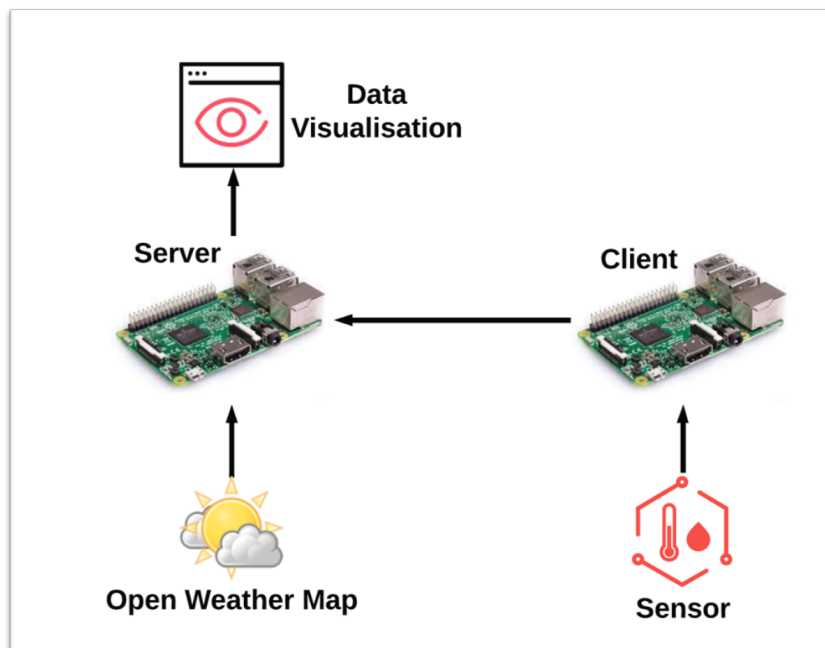 Data
Visualisation
Server
Client
Open Weather Map
Sensor